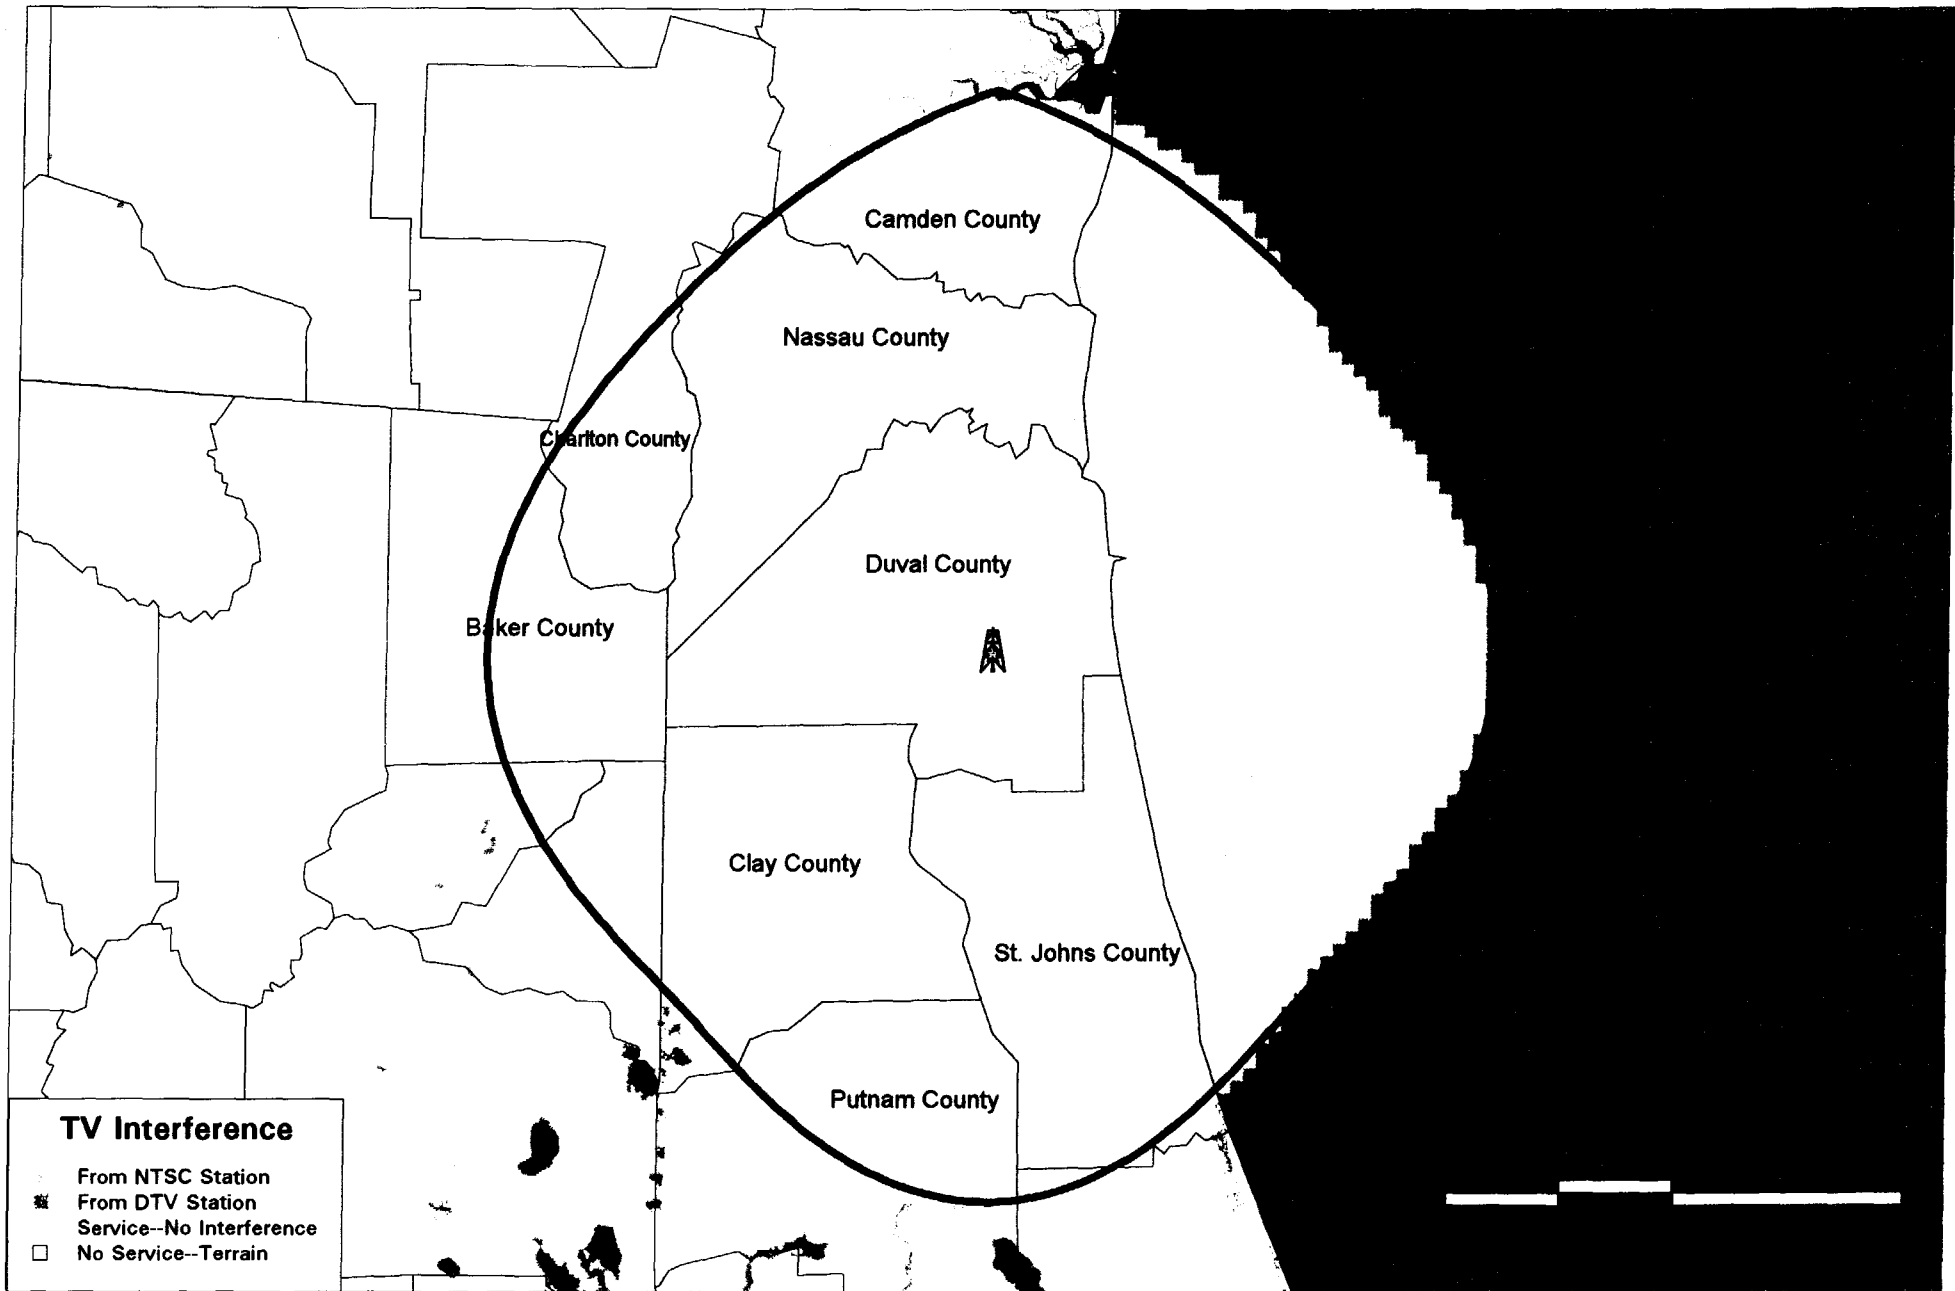 Camden County
Nassau County
Charlton County
Duval County
Baker County
Clay County
St. Johns County
Putnam County
TV Interference
From NTSC Station
From DTV Station
Service--No Interference
No Service--Terrain